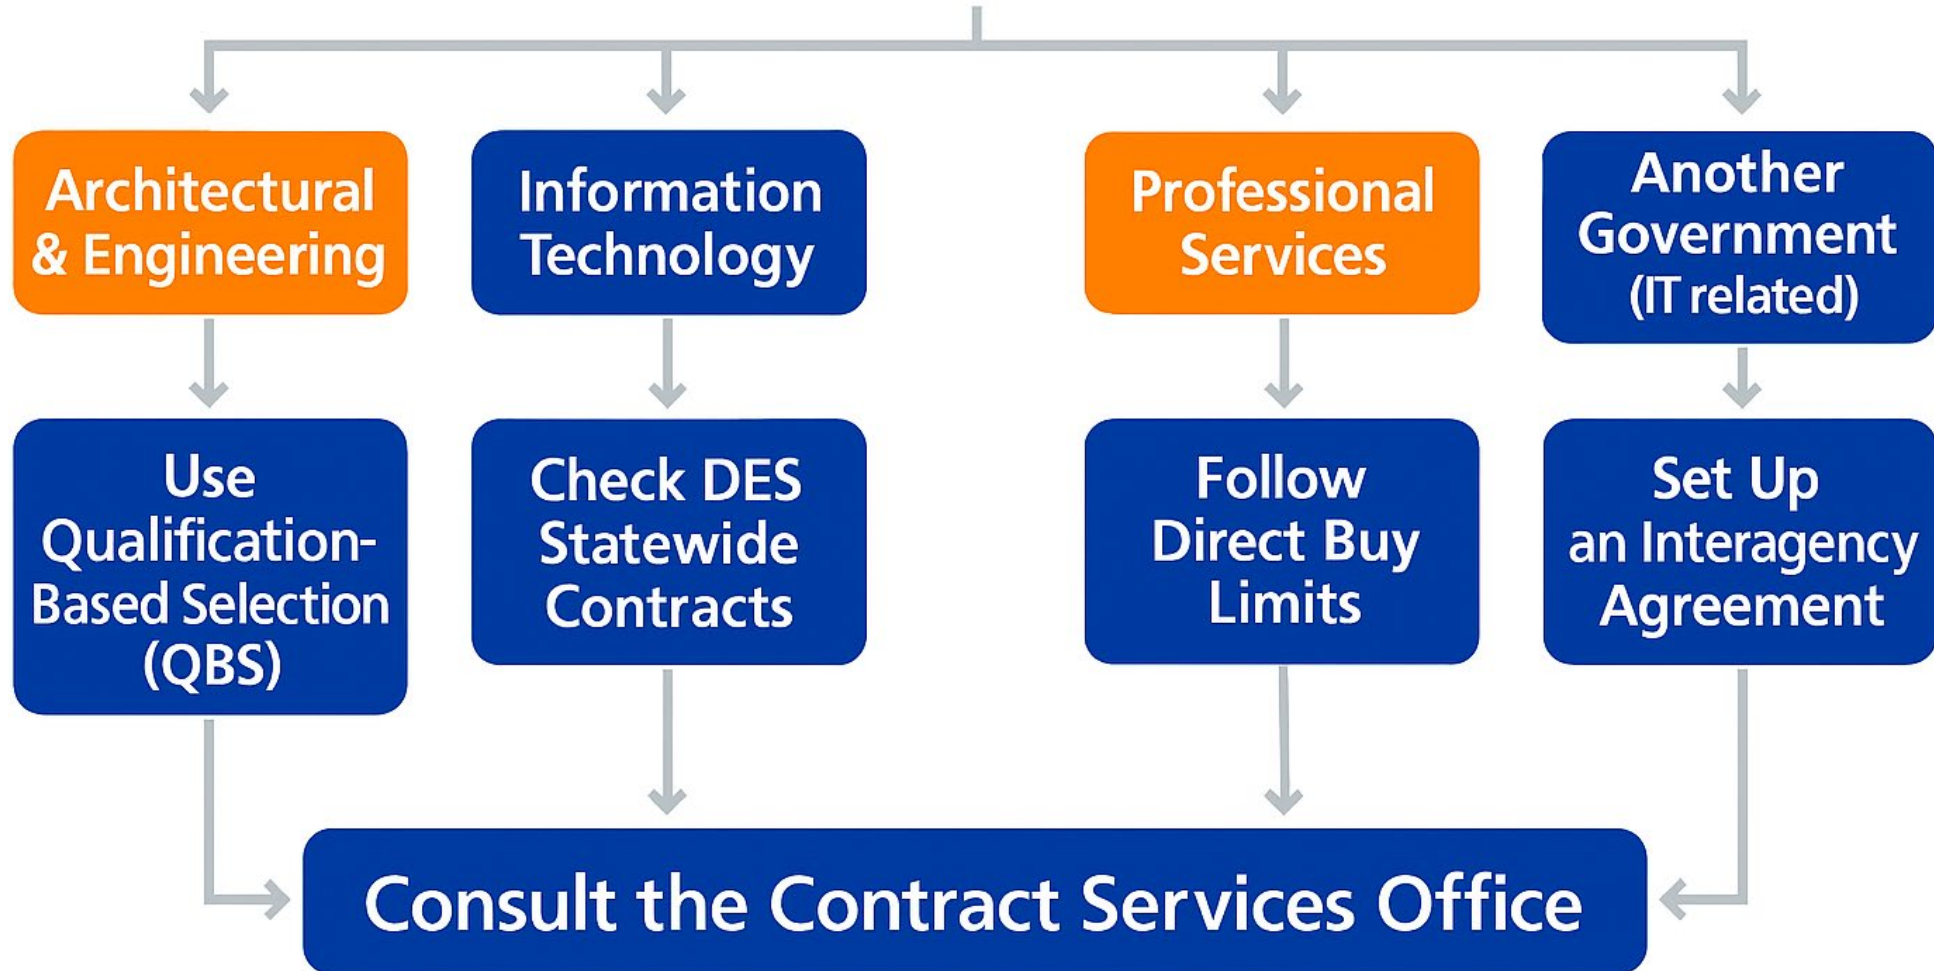 Architectural
& Engineering
Information
Technology
Professional
Services
Another
Government
(IT related)
Use
Qualification-
Based Selection
(QBS)
Check DES
Statewide
Contracts
Follow
Direct Buy
Limits
Set Up
an Interagency
Agreement
Consult the Contract Services Office